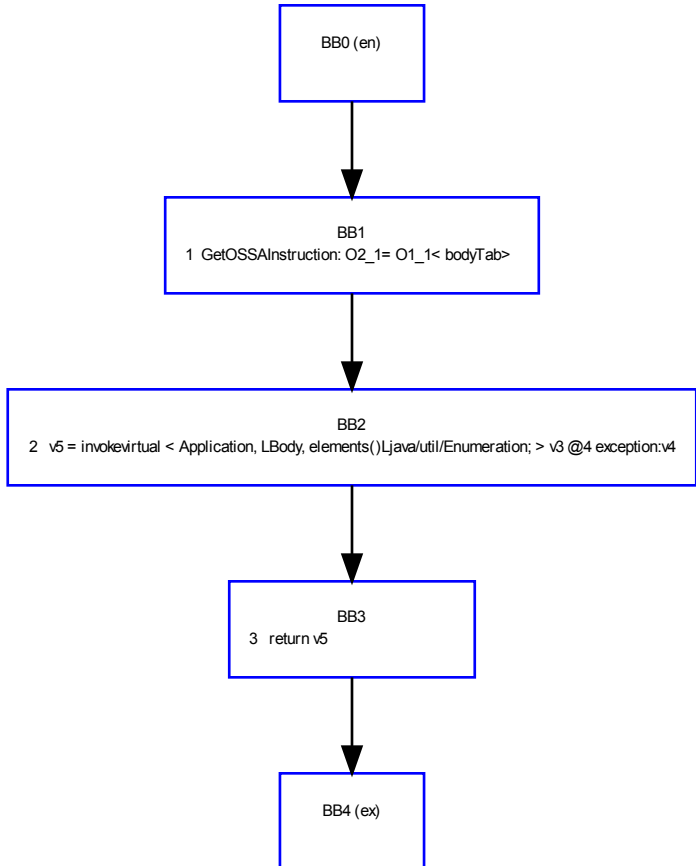 BB0 (en)
BB1
1 GetOSSAInstruction: O2_1= O1_1< bodyTab>
BB2
2 v5 = invokevirtual < Application, LBody, elements()Ljava/util/Enumeration; > v3 @4 exception:v4
BB3
3 return v5
BB4 (ex)